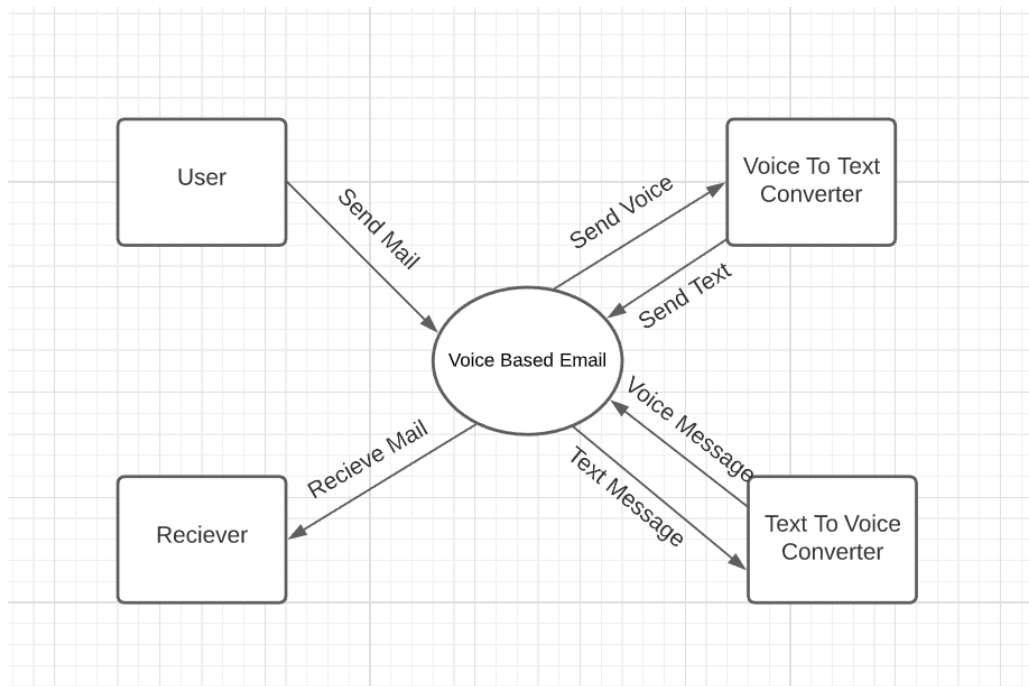 User
Voice To Text
Converter
Send Mail
Send Voice
Send Text
Voice Based Email
Voice Message
Recieve Mail
Text Message
Reciever
Text To Voice
Converter